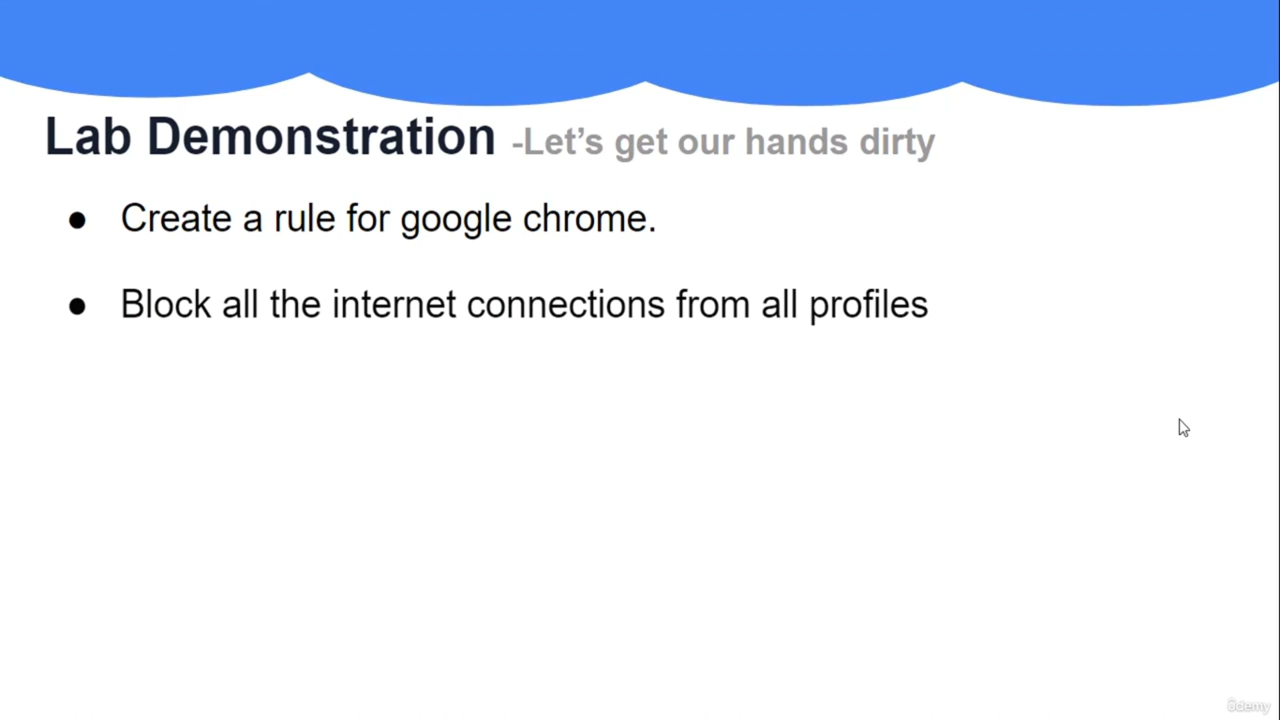 Lab Demonstration -Let's get our hands dirty
● Create a rule for google chrome.
● Block all the internet connections from all profiles
ûdemy